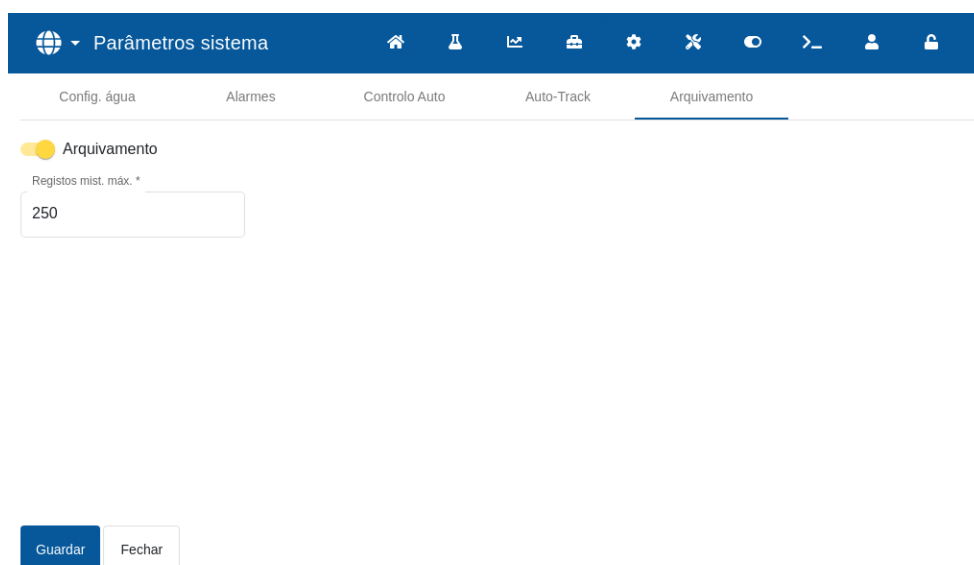 Parâmetros sistema
Config. água Alarmes Controlo Auto Auto-Track Arquivamento
Arquivamento
Registos mist. máx. *
250
Guardar Fechar